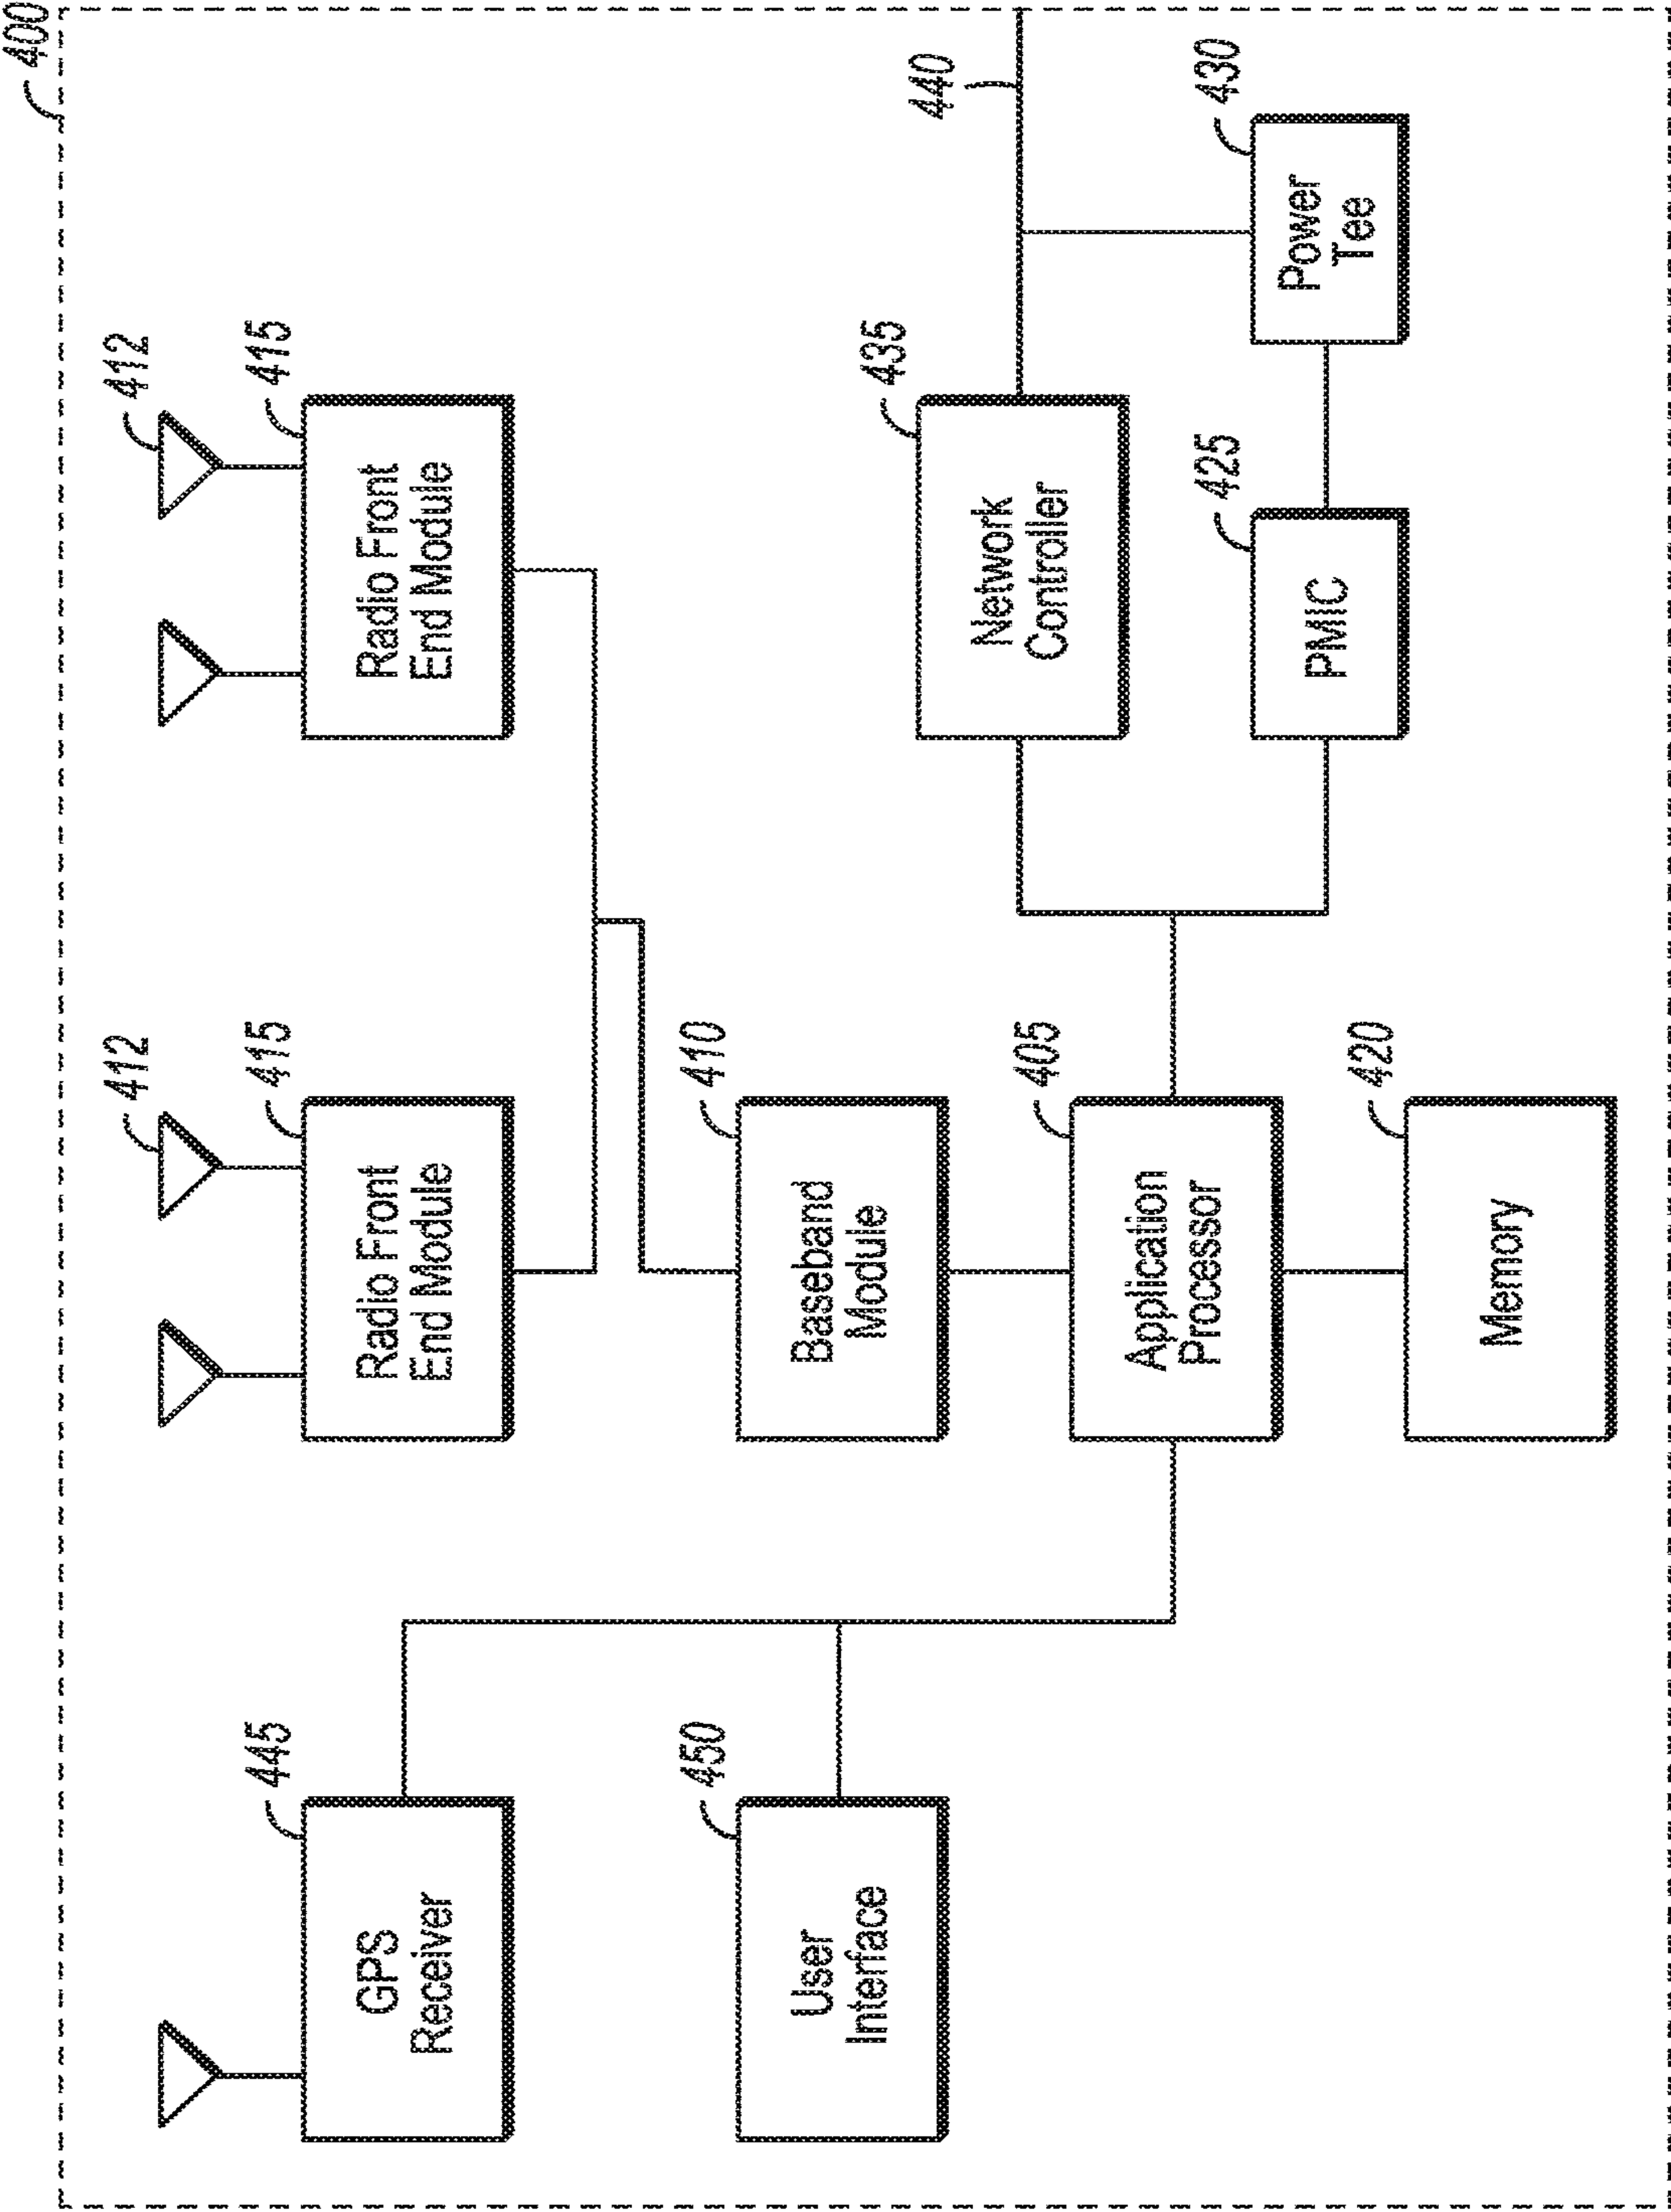 400
412
412
445
415
415
GPS
Receiver
Radio Front
End Module
Radio Front
End Module
450
410
435
440
User
Interface
Baseband
Module
Network
Controller
405
425
430
Application
Processor
PMIC
Power
Tee
420
Memory